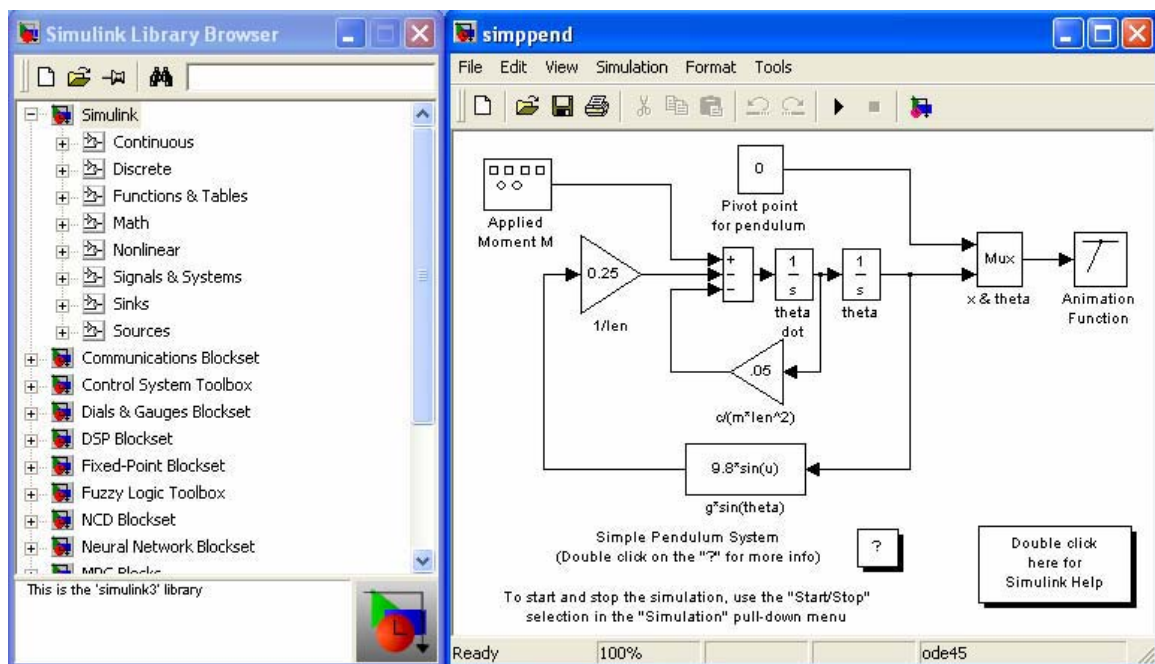 Simulink Library Browser
Simulink
Continuous
Discrete
Functions & Tables
Math
Nonlinear
Signals & Systems
Sinks
Sources
Communications Blockset
Control System Toolbox
Dials & Gauges Blockset
DSP Blockset
Fixed-Point Blockset
Fuzzy Logic Toolbox
NCD Blockset
Neural Network Blockset
MPC Blocks
This is the 'simulink3' library
simppend
File Edit View Simulation Format Tools
Applied
Moment M
0
Pivot point
for pendulum
0.25
1/len
+
−
−
1
s
theta
dot
1
s
theta
Mux
x & theta
Animation
Function
.05
c/(m*len^2)
9.8*sin(u)
g*sin(theta)
Simple Pendulum System
(Double click on the "?" for more info)
?
Double click
here for
Simulink Help
To start and stop the simulation, use the "Start/Stop"
selection in the "Simulation" pull-down menu
Ready 100% ode45